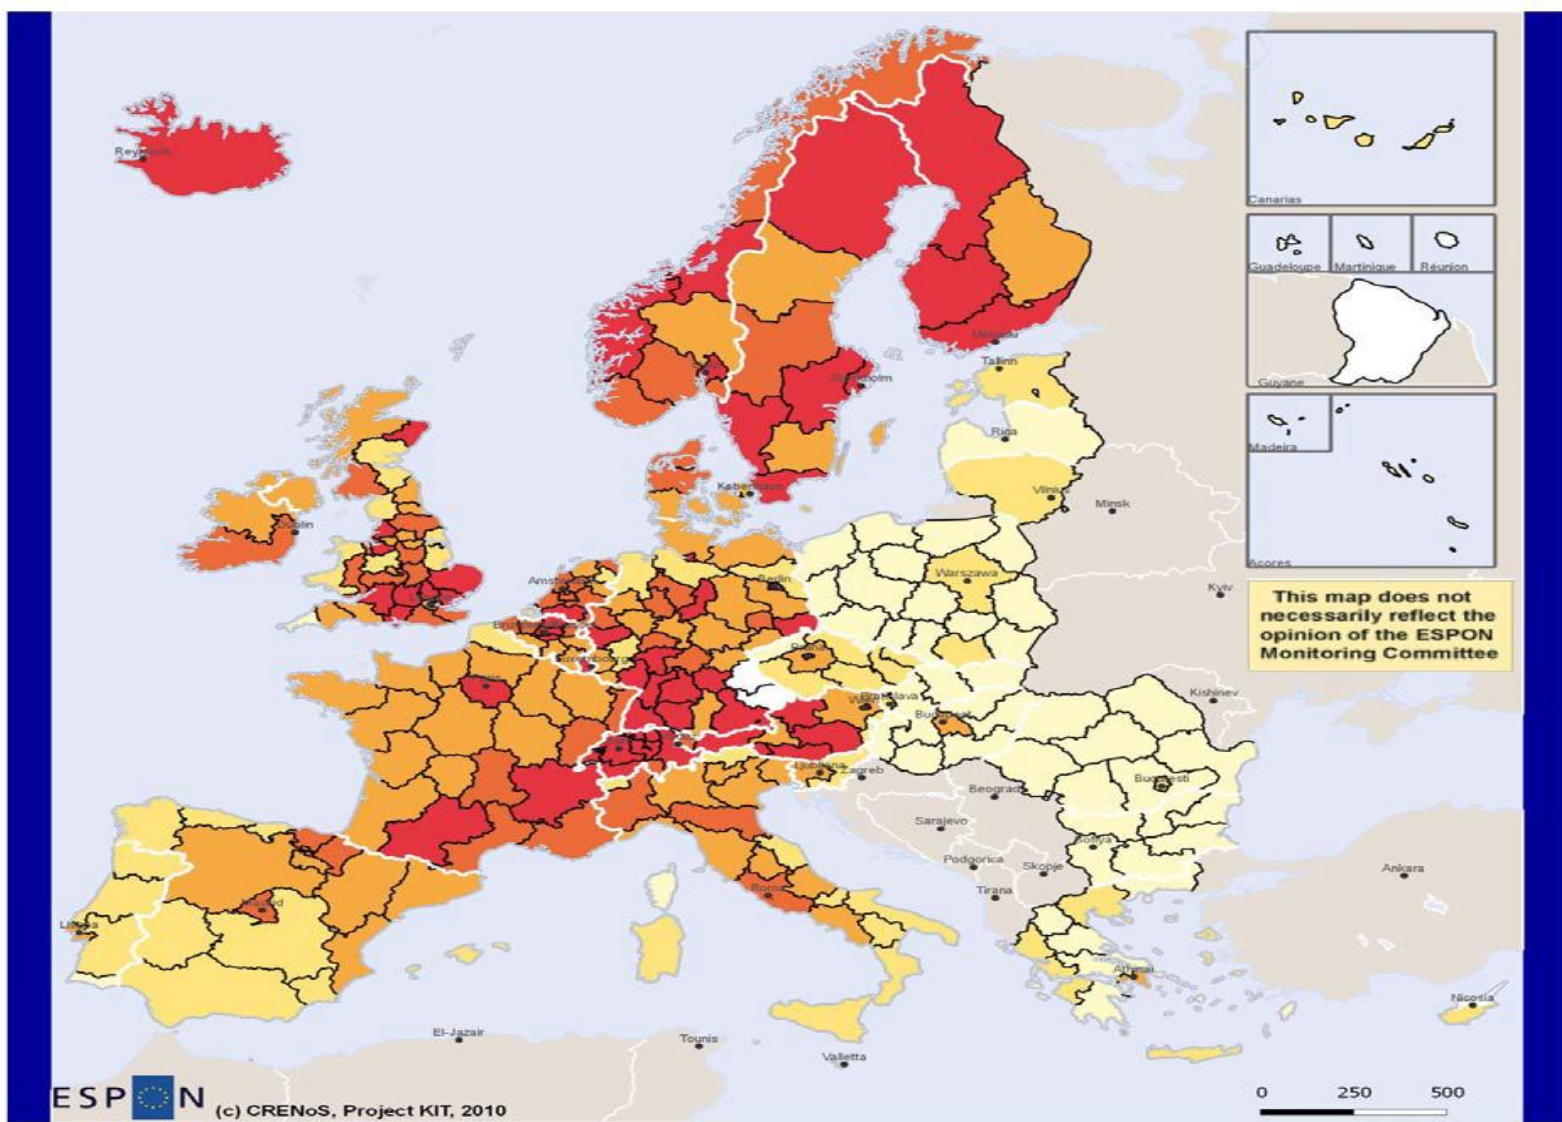 Reykjavik
Canarias
Guadeloupe
Martinique
Réunion
Guyane
Madeira
Acores
This map does not
necessarily reflect the
opinion of the ESPON
Monitoring Committee
Helsinki
Tallinn
Stockholm
Riga
København
Vilnius
Minsk
Dublin
Amsterdam
Berlin
Warszawa
Kyiv
Luxembourg
Praha
Paris
Bratislava
Kishinev
Budapest
Ljubljana
Zagreb
Beograd
Bucuresti
Sarajevo
Sofiya
Podgorica
Skopje
Ankara
Roma
Tirana
Madrid
Athinai
Nicosia
El-Jazair
Tounis
Valletta
ESPON
(c) CRENoS, Project KIT, 2010
0 250 500